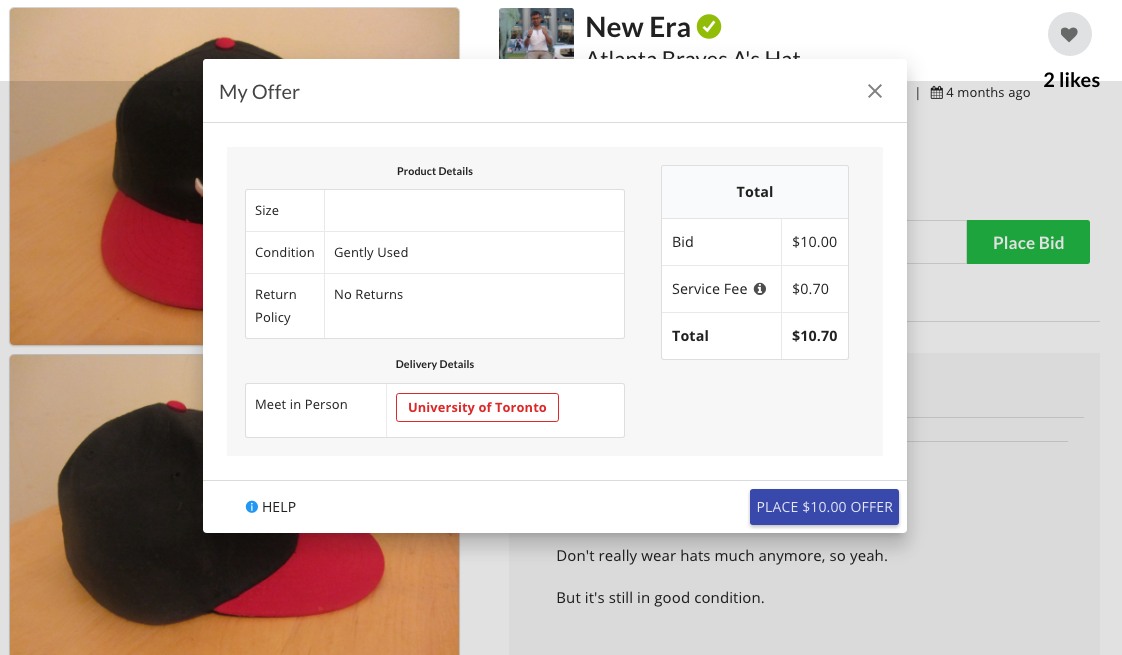 New Era
Atlanta Braves A's Hat
2 likes
| 4 months ago
My Offer
Product Details
Size
Condition Gently Used
Return Policy No Returns
Delivery Details
Meet in Person University of Toronto
Total
Bid $10.00
Service Fee $0.70
Total $10.70
HELP
PLACE $10.00 OFFER
Place Bid
Don't really wear hats much anymore, so yeah.
But it's still in good condition.